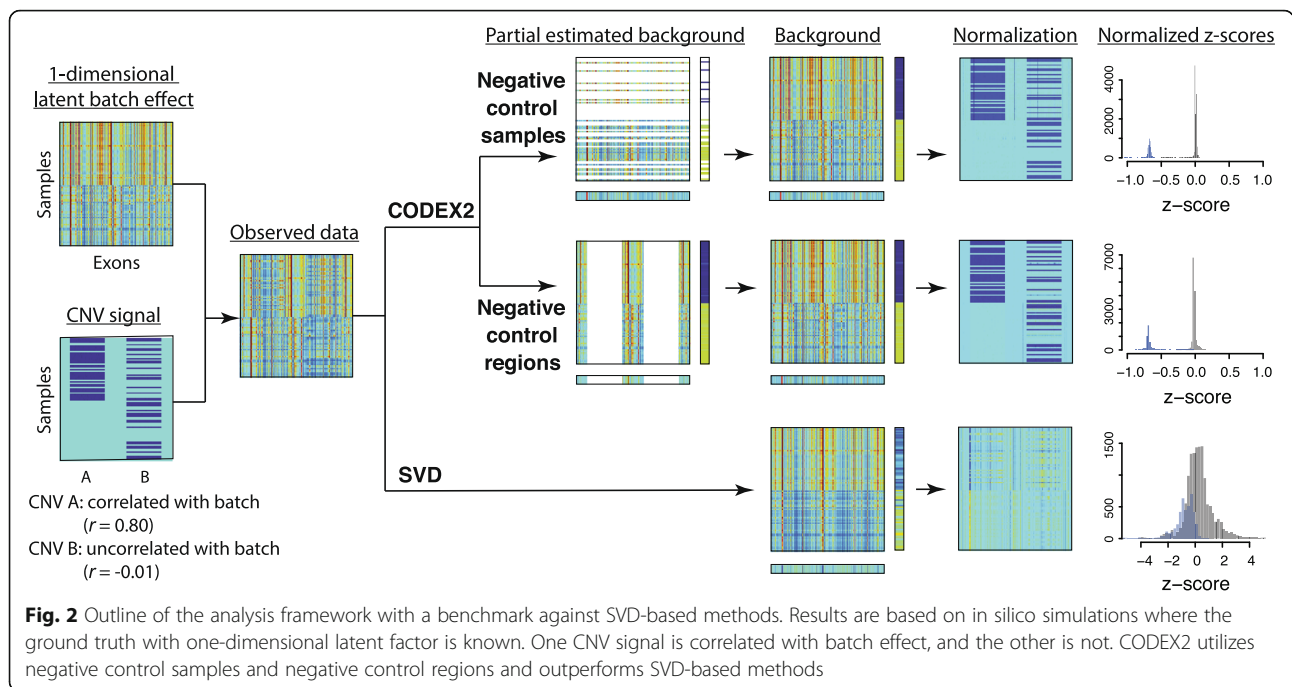 Partial estimated background
Background
Normalization
Normalized z-scores
1-dimensional
latent batch effect
Samples
Exons
CNV signal
Samples
A
B
CNV A: correlated with batch
(r = 0.80)
CNV B: uncorrelated with batch
(r = -0.01)
Observed data
CODEX2
SVD
Negative
control
samples
Negative
control
regions
0
2000
4000
−1.0
−0.5
0.0
1.0
z−score
0
3000
7000
−1.0
−0.5
0.0
1.0
z−score
0
500
1500
−4
−2
0
2
4
z−score
Fig. 2 Outline of the analysis framework with a benchmark against SVD-based methods. Results are based on in silico simulations where the
ground truth with one-dimensional latent factor is known. One CNV signal is correlated with batch effect, and the other is not. CODEX2 utilizes
negative control samples and negative control regions and outperforms SVD-based methods